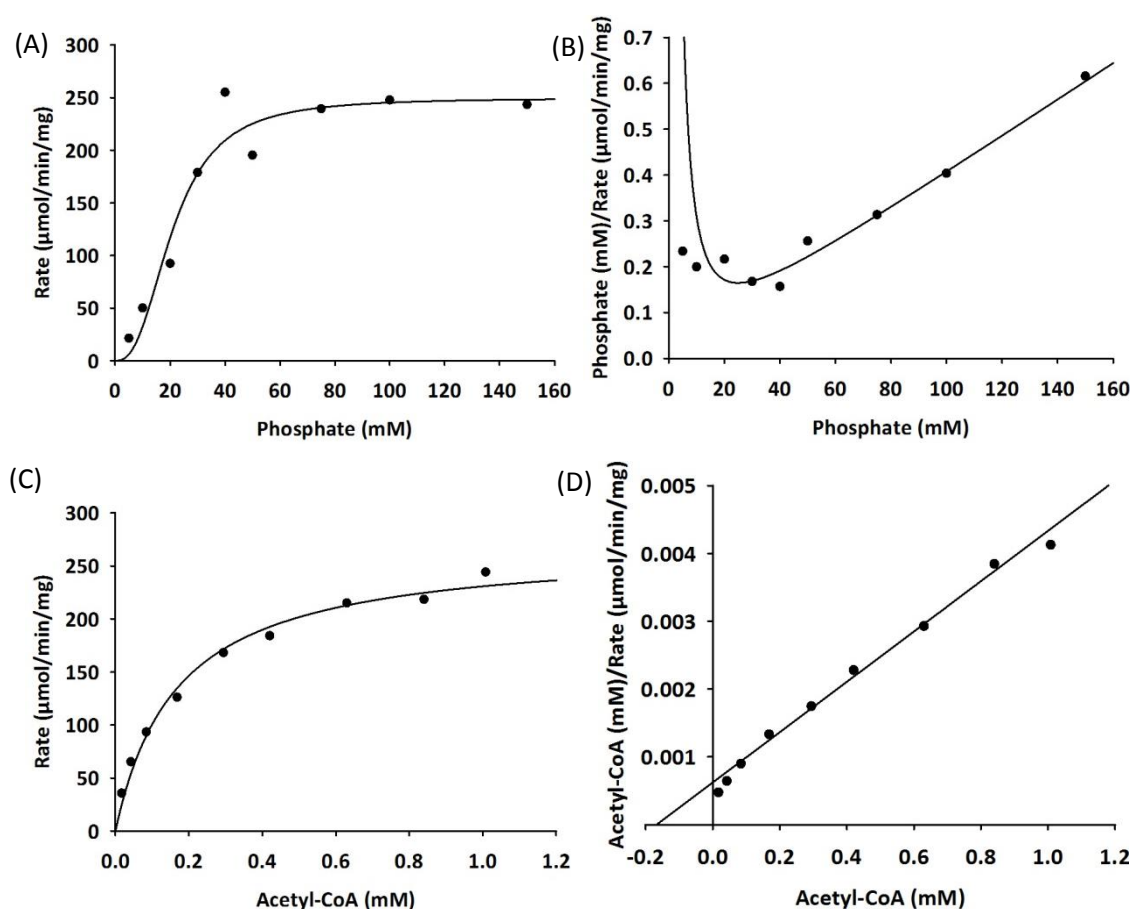 (A)
300
250
200
150
100
50
0
Rate (µmol/min/mg)
0 20 40 60 80 100 120 140 160
Phosphate (mM)
(B)
0.7
0.6
0.5
0.4
0.3
0.2
0.1
0.0
Phosphate (mM)/Rate (µmol/min/mg)
0 20 40 60 80 100 120 140 160
Phosphate (mM)
(C)
300
250
200
150
100
50
0
Rate (µmol/min/mg)
0.0 0.2 0.4 0.6 0.8 1.0 1.2
Acetyl-CoA (mM)
(D)
0.005
0.004
0.003
0.002
0.001
Acetyl-CoA (mM)/Rate (µmol/min/mg)
-0.2 0.0 0.2 0.4 0.6 0.8 1.0 1.2
Acetyl-CoA (mM)